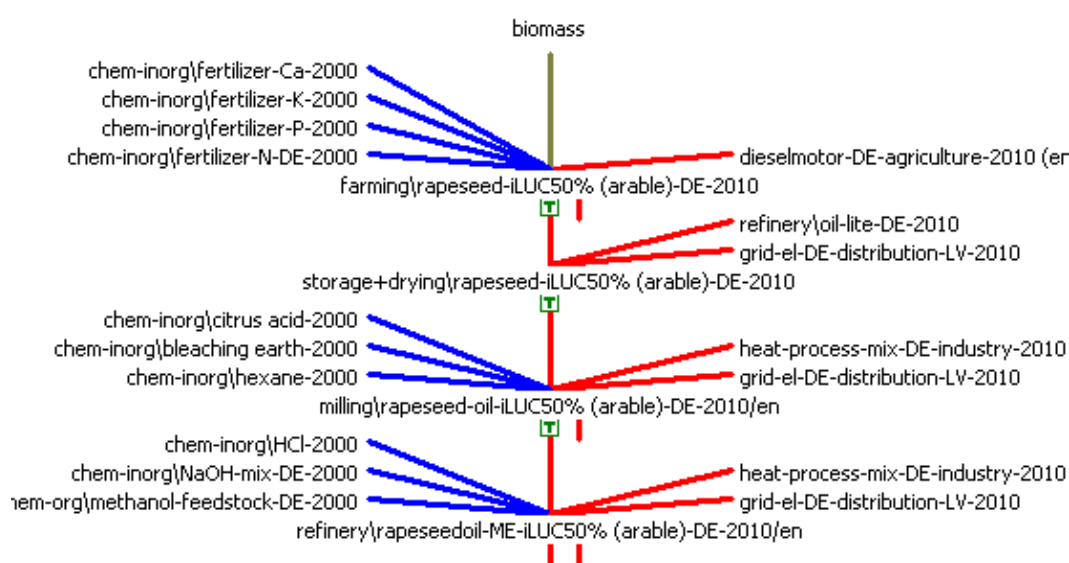 biomass
chem-inorg\fertilizer-Ca-2000
chem-inorg\fertilizer-K-2000
chem-inorg\fertilizer-P-2000
chem-inorg\fertilizer-N-DE-2000
dieselmotor-DE-agriculture-2010 (en
farming\rapeseed-iLUC50% (arable)-DE-2010
T
refinery\oil-lite-DE-2010
grid-el-DE-distribution-LV-2010
storage+drying\rapeseed-iLUC50% (arable)-DE-2010
T
chem-inorg\citrus acid-2000
chem-inorg\bleaching earth-2000
heat-process-mix-DE-industry-2010
chem-inorg\hexane-2000
grid-el-DE-distribution-LV-2010
milling\rapeseed-oil-iLUC50% (arable)-DE-2010/en
T
chem-inorg\HCl-2000
chem-inorg\NaOH-mix-DE-2000
heat-process-mix-DE-industry-2010
hem-org\methanol-feedstock-DE-2000
grid-el-DE-distribution-LV-2010
refinery\rapeseedoil-ME-iLUC50% (arable)-DE-2010/en